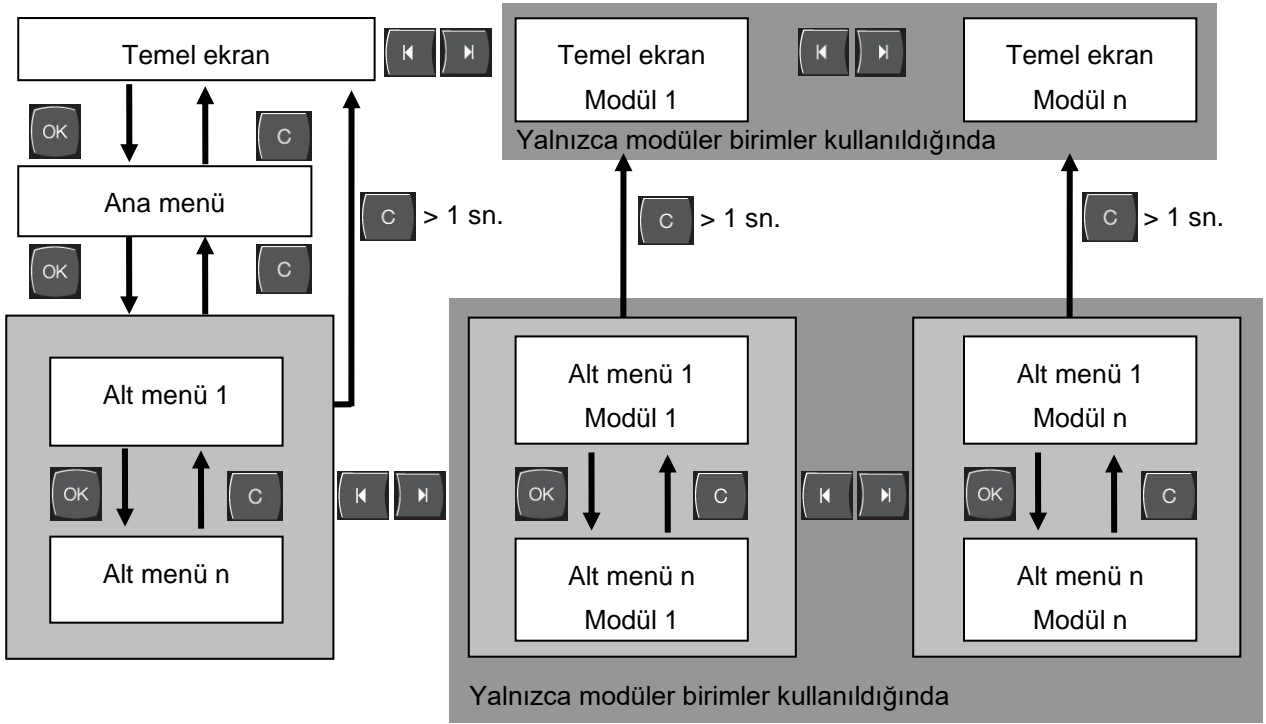 Temel ekran
Temel ekran
Modül 1
Temel ekran
Modül n
Yalnızca modüler birimler kullanıldığında
OK
C
Ana menü
C > 1 sn.
C > 1 sn.
C > 1 sn.
OK
C
Alt menü 1
Alt menü 1
Modül 1
Alt menü 1
Modül n
OK
C
OK
C
OK
C
Alt menü n
Alt menü n
Modül 1
Alt menü n
Modül n
Yalnızca modüler birimler kullanıldığında